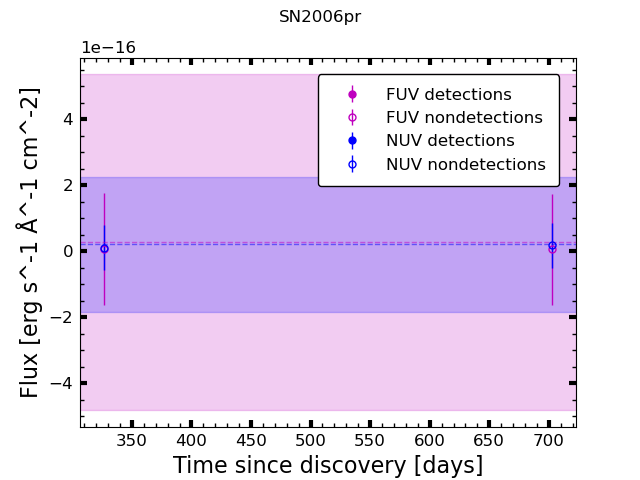 SN2006pr
1e−16
FUV detections
FUV nondetections
NUV detections
NUV nondetections
4
2
0
−2
−4
Flux [erg s^-1 Å^-1 cm^-2]
350 400 450 500 550 600 650 700
Time since discovery [days]